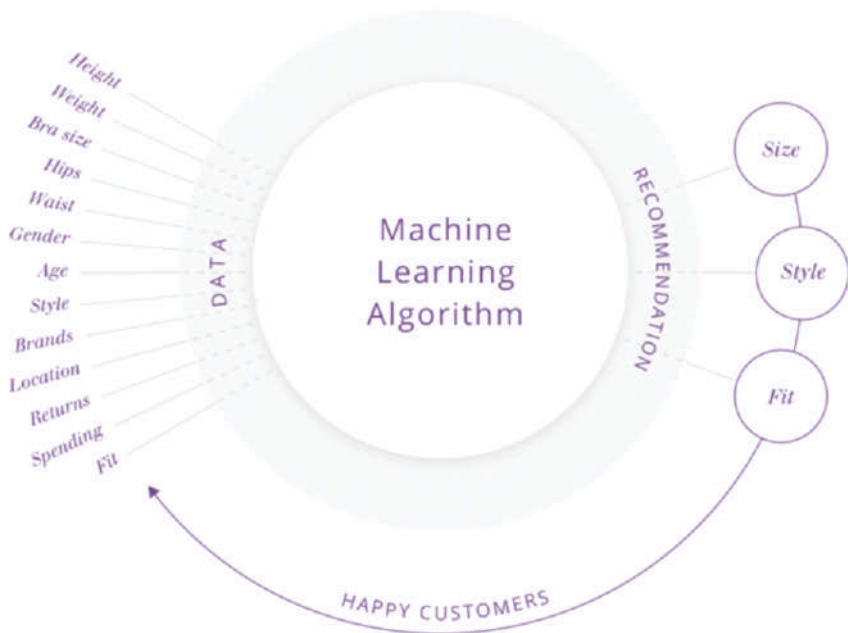 Height
Weight
Bra size
Hips
Waist
Gender
Age
Style
Brands
Location
Returns
Spending
Fit
DATA
Machine
Learning
Algorithm
RECOMMENDATION
Size
Style
Fit
HAPPY CUSTOMERS